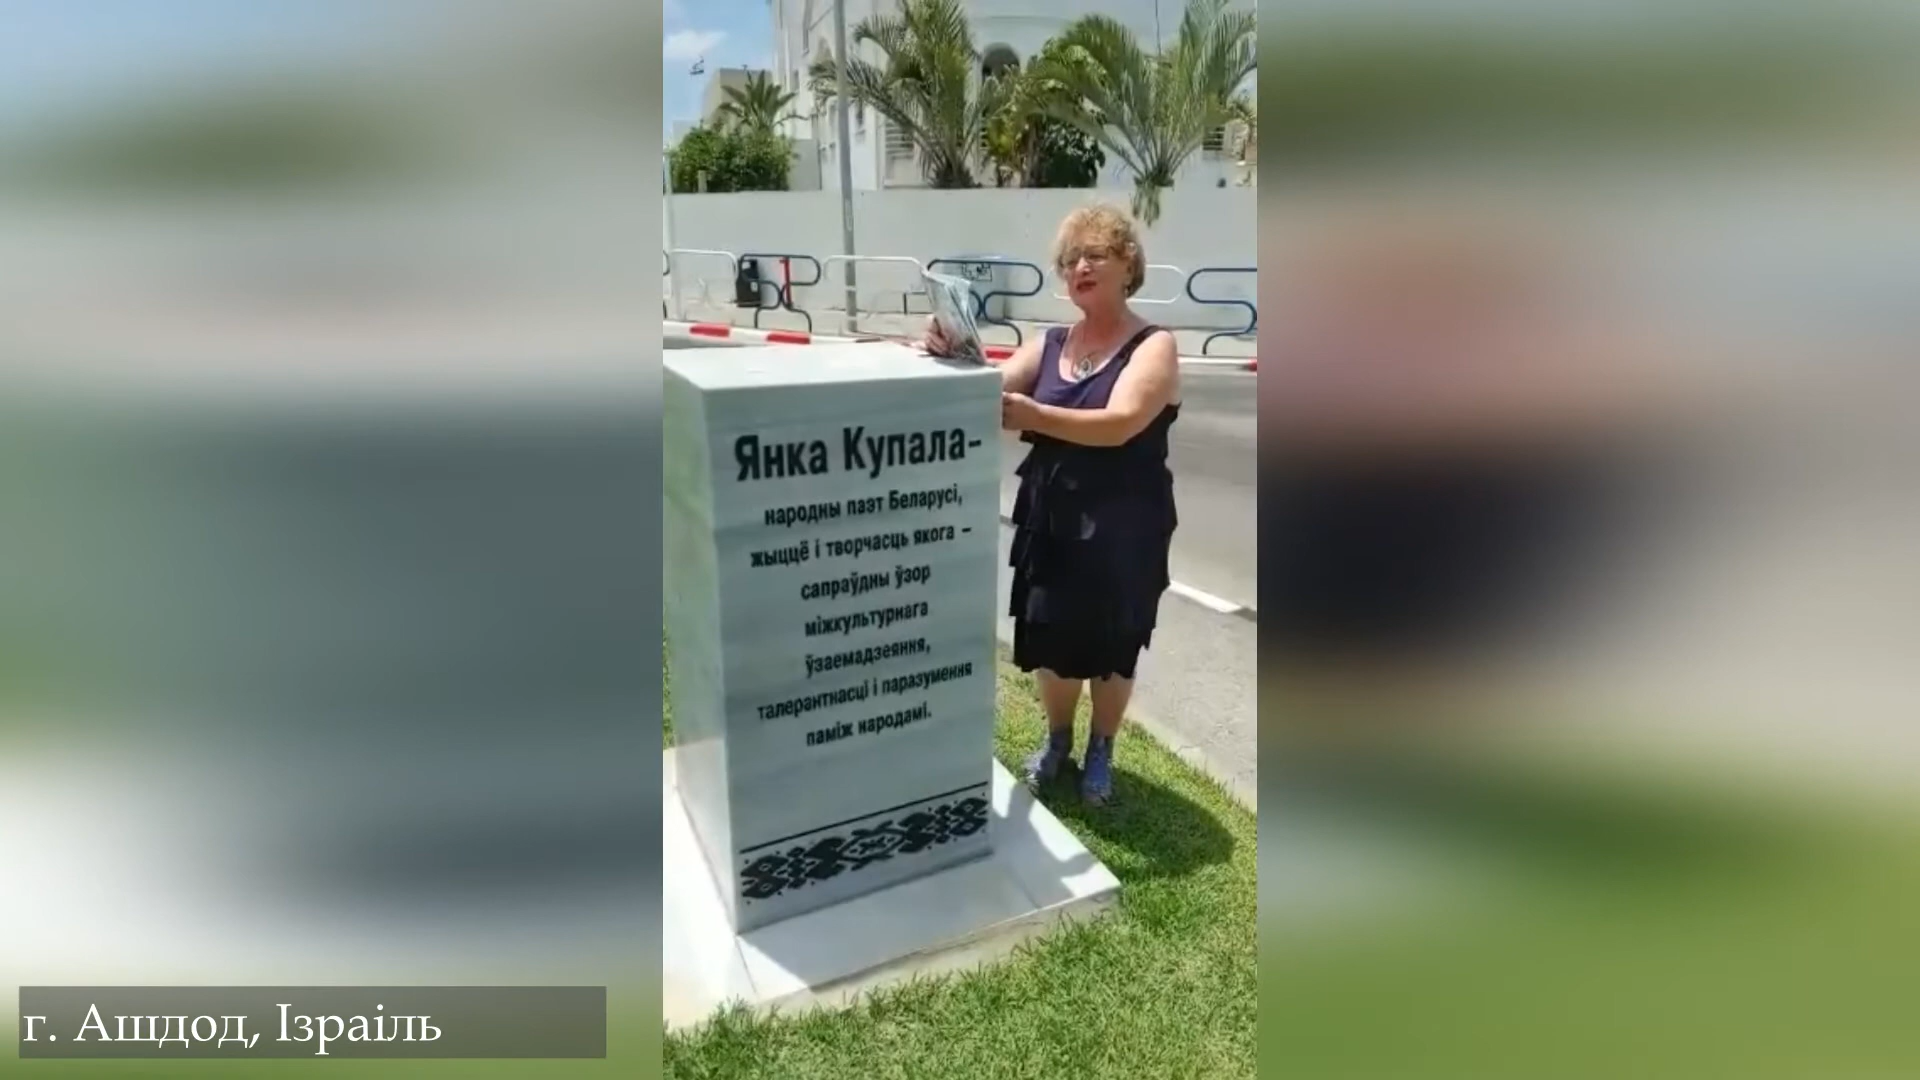 Янка Купала-
народны паэт Беларусі,
жыццё і творчасць якога –
сапраўдны ўзор
міжкультурнага
ўзаемадзеяння,
талерантнасці і паразумення
паміж народамі.
г. Ашдод, Ізраіль